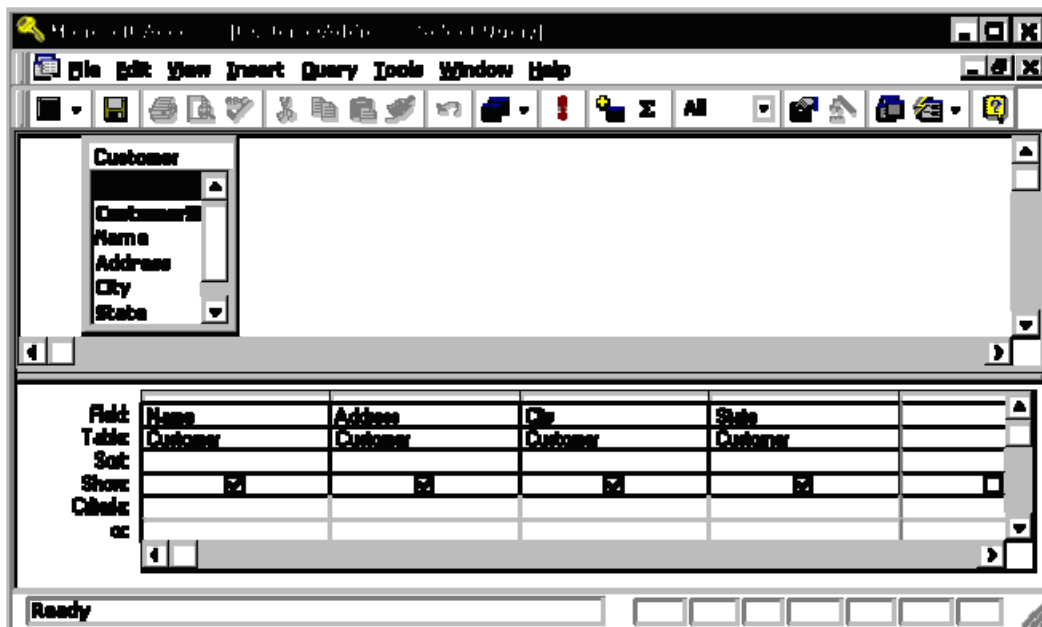 File Edit View Insert Query Tools Window Help
All
Customer
Name
Address
City
State
Field: Name Address City State
Table: Customer Customer Customer Customer
Sort:
Show:
Criteria:
or:
Ready